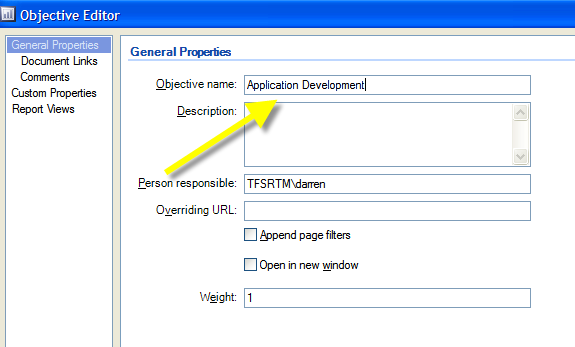 Objective Editor
General Properties
Document Links
Comments
Custom Properties
Report Views
General Properties
Objective name: Application Development
Description:
Person responsible: TFSRTM\darren
Overriding URL:
Append page filters
Open in new window
Weight: 1